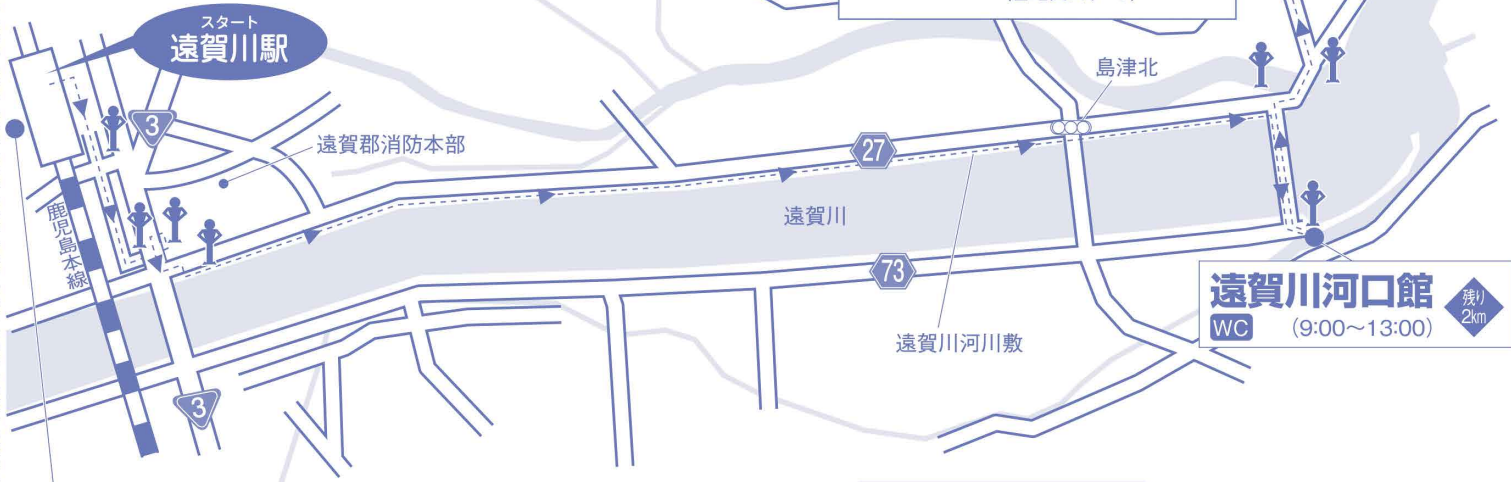 スタート
遠賀川駅
島津北
3
遠賀郡消防本部
27
鹿児島本線
遠賀川
73
遠賀川河口館
WC
(9:00〜13:00)
残り
2km
遠賀川河川敷
3